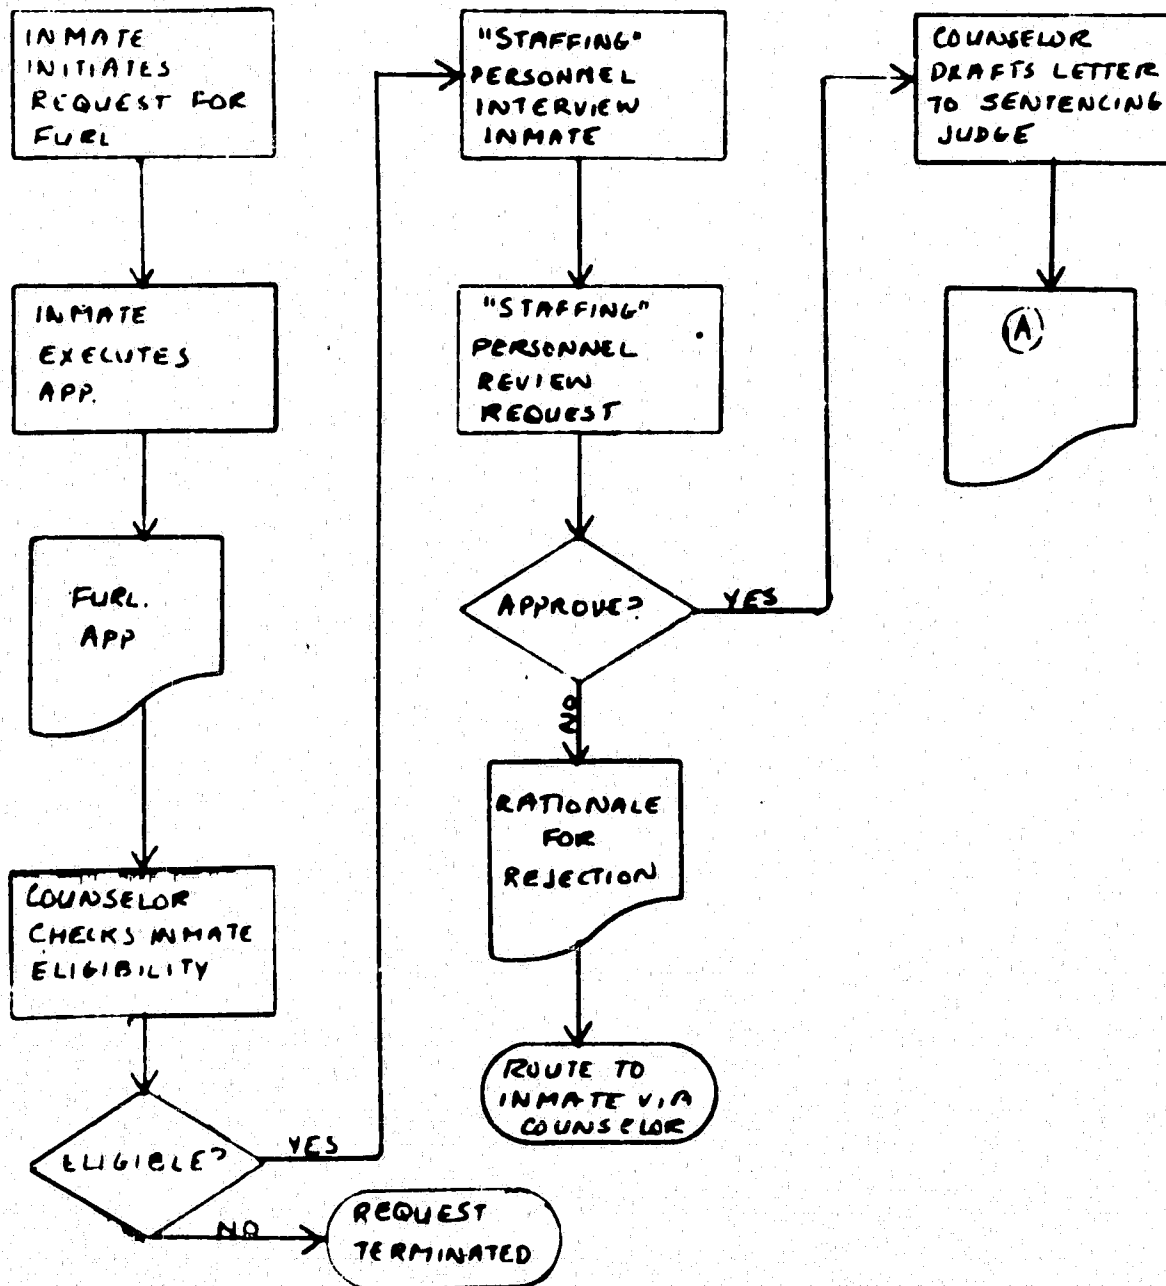 INMATE
INITIATES
REQUEST FOR
FURL
INMATE
EXECUTES
APP.
FURL.
APP
COUNSELOR
CHECKS INMATE
ELIGIBILITY
ELIGIBLE?
YES
NO
REQUEST
TERMINATED
"STAFFING"
PERSONNEL
INTERVIEW
INMATE
"STAFFING"
PERSONNEL
REVIEW
REQUEST
APPROVE?
YES
NO
RATIONALE
FOR
REJECTION
ROUTE TO
INMATE VIA
COUNSELOR
COUNSELOR
DRAFTS LETTER
TO SENTENCING
JUDGE
A